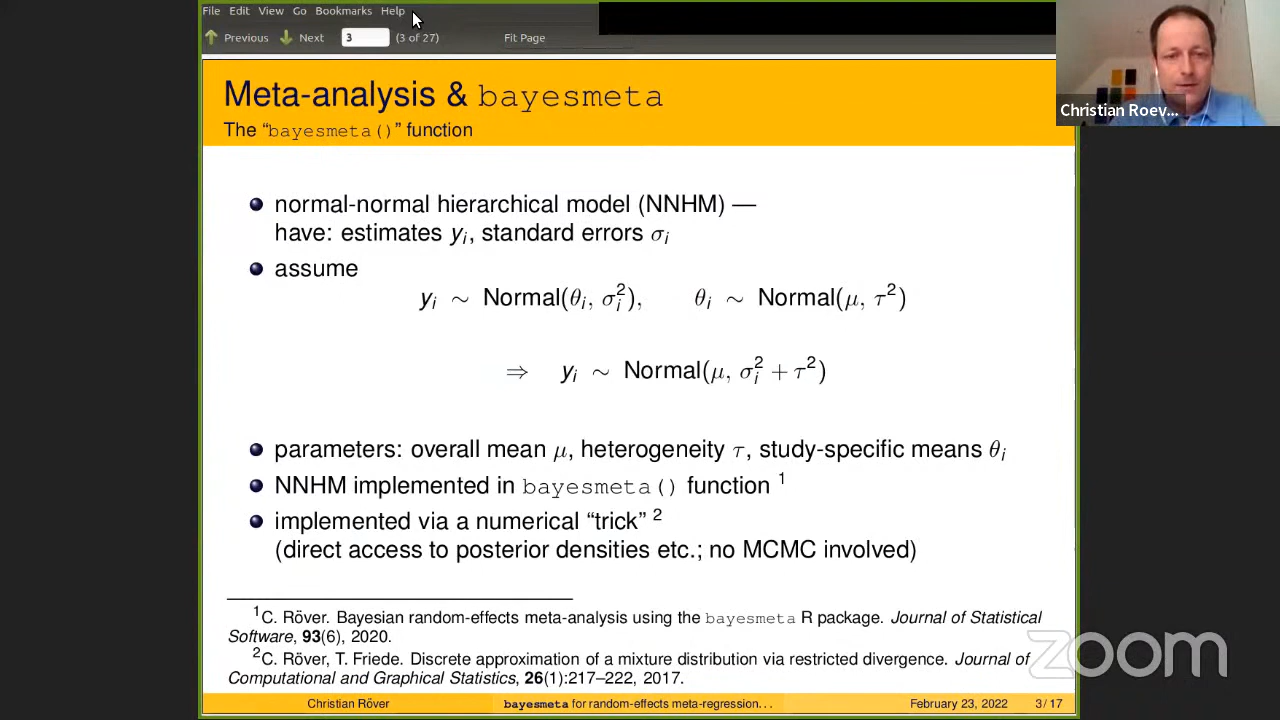 File Edit View Go Bookmarks Help
Previous Next 3 (3 of 27) Fit Page
Christian Roev...
Meta-analysis & bayesmeta
The “bayesmeta()” function
normal-normal hierarchical model (NNHM) —
have: estimates yᵢ, standard errors σᵢ
assume
yᵢ ∼ Normal(θᵢ, σᵢ²), θᵢ ∼ Normal(μ, τ²)
⇒ yᵢ ∼ Normal(μ, σᵢ² + τ²)
parameters: overall mean μ, heterogeneity τ, study-specific means θᵢ
NNHM implemented in bayesmeta() function ¹
implemented via a numerical “trick” ²
(direct access to posterior densities etc.; no MCMC involved)
¹C. Röver. Bayesian random-effects meta-analysis using the bayesmeta R package. Journal of Statistical
Software, 93(6), 2020.
²C. Röver, T. Friede. Discrete approximation of a mixture distribution via restricted divergence. Journal of
Computational and Graphical Statistics, 26(1):217–222, 2017.
zoom
Christian Röver bayesmeta for random-effects meta-regression... February 23, 2022 3 / 17